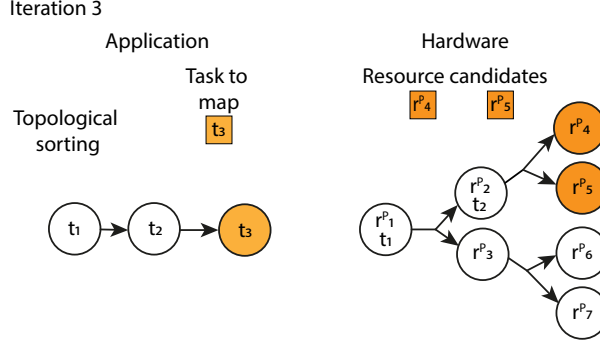 Iteration 3
Application
Hardware
Task to
map
t₃
Resource candidates
rᴾ₄
rᴾ₅
Topological
sorting
t₁
t₂
t₃
rᴾ₁
t₁
rᴾ₂
t₂
rᴾ₃
rᴾ₄
rᴾ₅
rᴾ₆
rᴾ₇